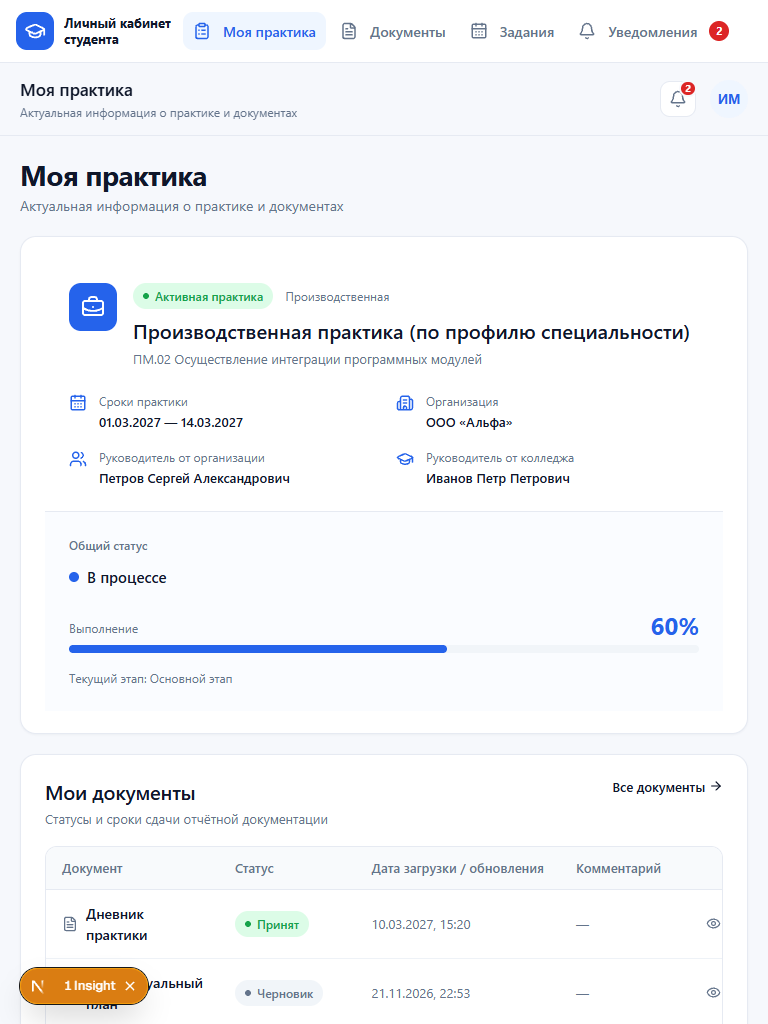 Личный кабинет
студента
Моя практика
Документы
Задания
Уведомления
2
Моя практика
Актуальная информация о практике и документах
2
ИМ
Моя практика
Актуальная информация о практике и документах
Активная практика
Производственная
Производственная практика (по профилю специальности)
ПМ.02 Осуществление интеграции программных модулей
Сроки практики
01.03.2027 — 14.03.2027
Организация
ООО «Альфа»
Руководитель от организации
Петров Сергей Александрович
Руководитель от колледжа
Иванов Петр Петрович
Общий статус
В процессе
Выполнение
60%
Текущий этап: Основной этап
Мои документы
Все документы
Статусы и сроки сдачи отчётной документации
Документ
Статус
Дата загрузки / обновления
Комментарий
Дневник
практики
Принят
10.03.2027, 15:20
—
уальный
план
Черновик
21.11.2026, 22:53
—
N
1 Insight